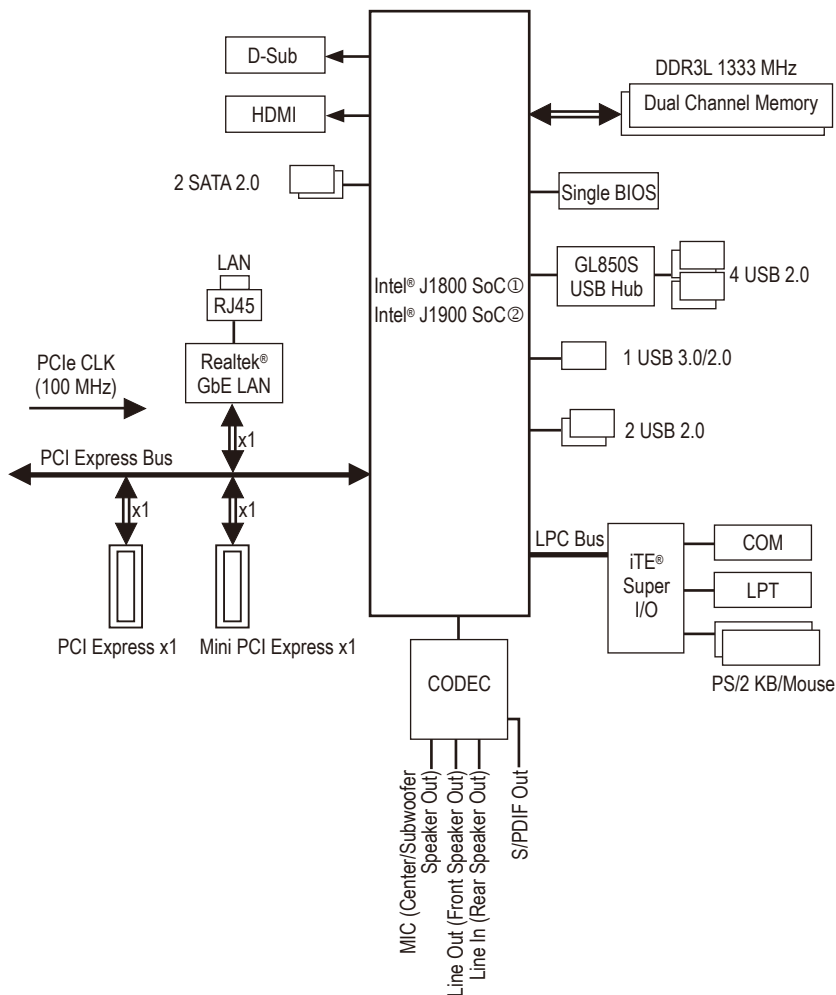 D-Sub
HDMI
2 SATA 2.0
LAN
RJ45
Realtek®
GbE LAN
PCIe CLK
(100 MHz)
x1
PCI Express Bus
x1
x1
PCI Express x1
Mini PCI Express x1
Intel® J1800 SoC①
Intel® J1900 SoC②
DDR3L 1333 MHz
Dual Channel Memory
Single BIOS
GL850S
USB Hub
4 USB 2.0
1 USB 3.0/2.0
2 USB 2.0
LPC Bus
iTE®
Super
I/O
COM
LPT
PS/2 KB/Mouse
CODEC
MIC (Center/Subwoofer
Speaker Out)
Line Out (Front Speaker Out)
Line In (Rear Speaker Out)
S/PDIF Out